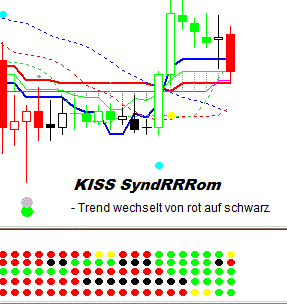 KISS SyndRRRom
- Trend wechselt von rot auf schwarz